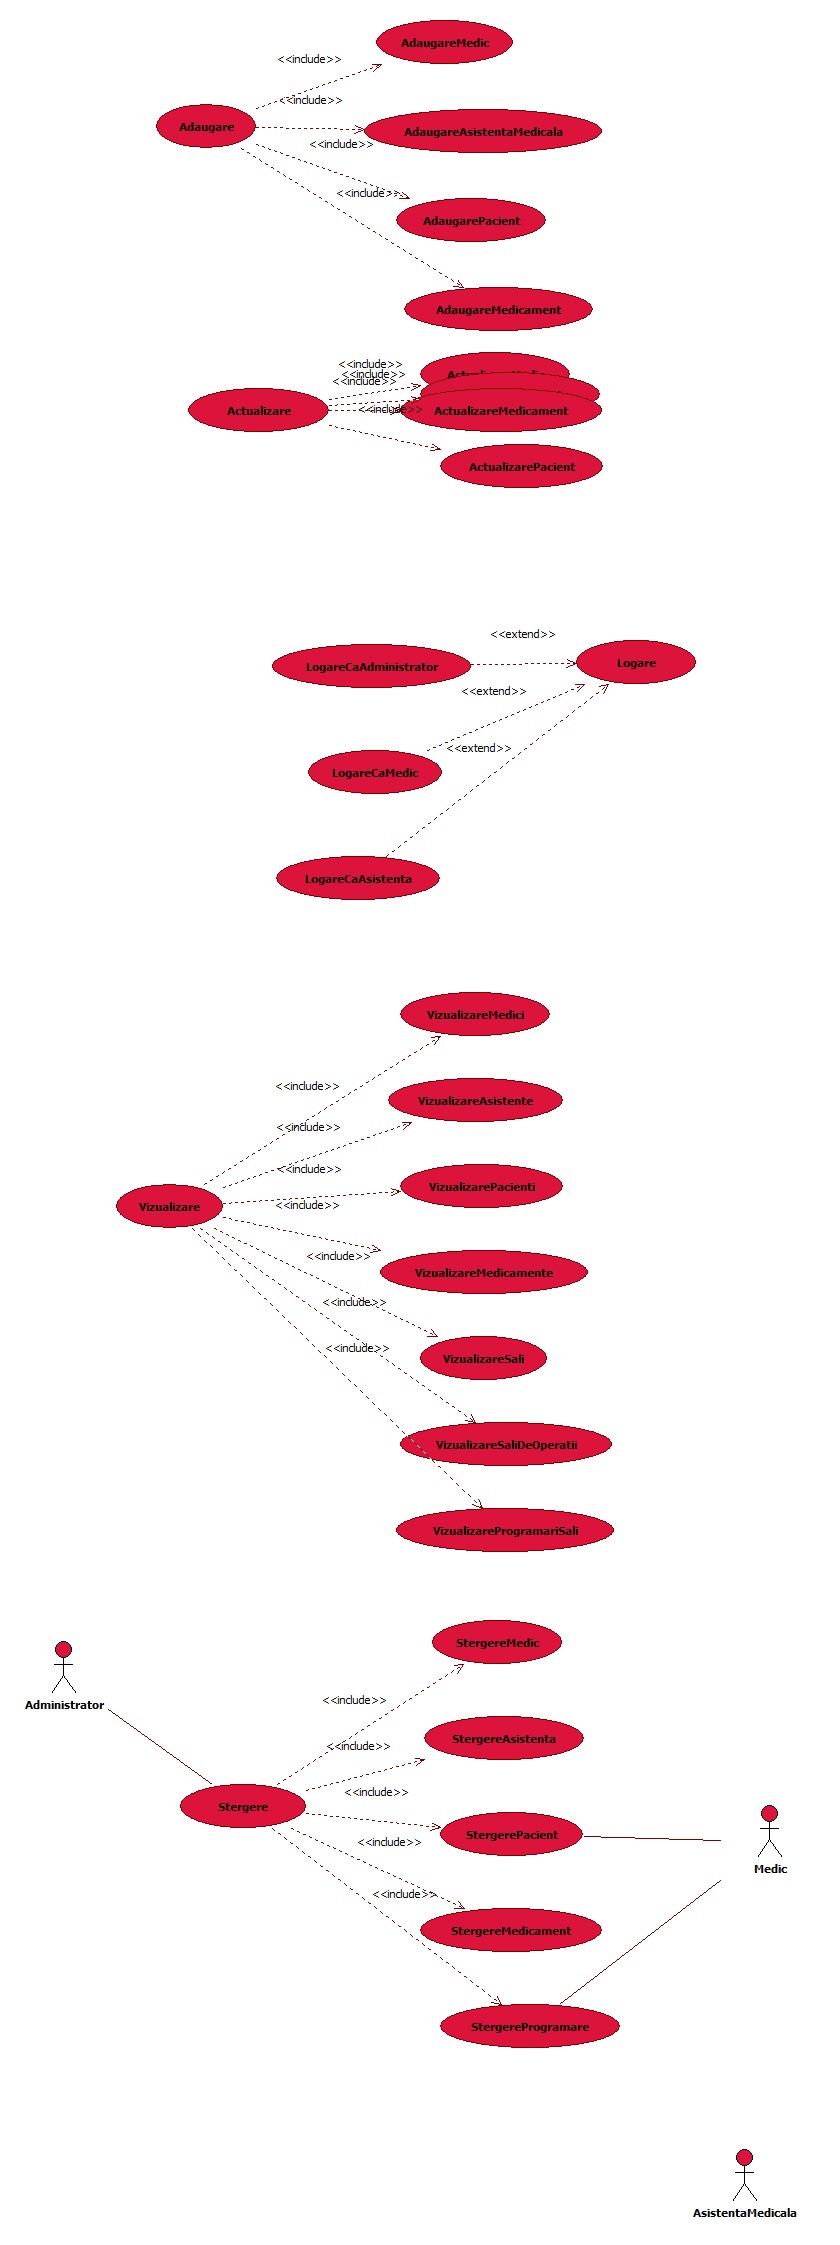 AdaugareMedic
<<include>>
<<include>>
Adaugare
AdaugareAsistentaMedicala
<<include>>
<<include>>
AdaugarePacient
AdaugareMedicament
<<include>>
<<include>>
<<include>>
Actualizare
<<include>>
ActualizareMedicament
ActualizarePacient
<<extend>>
LogareCaAdministrator
Logare
<<extend>>
<<extend>>
LogareCaMedic
LogareCaAsistenta
VizualizareMedici
<<include>>
VizualizareAsistente
<<include>>
<<include>>
VizualizarePacienti
Vizualizare
<<include>>
<<include>>
VizualizareMedicamente
<<include>>
<<include>>
VizualizareSali
VizualizareSaliDeOperatii
VizualizareProgramariSali
StergereMedic
Administrator
<<include>>
StergereAsistenta
<<include>>
<<include>>
Stergere
StergerePacient
<<include>>
Medic
<<include>>
StergereMedicament
StergereProgramare
AsistentaMedicala